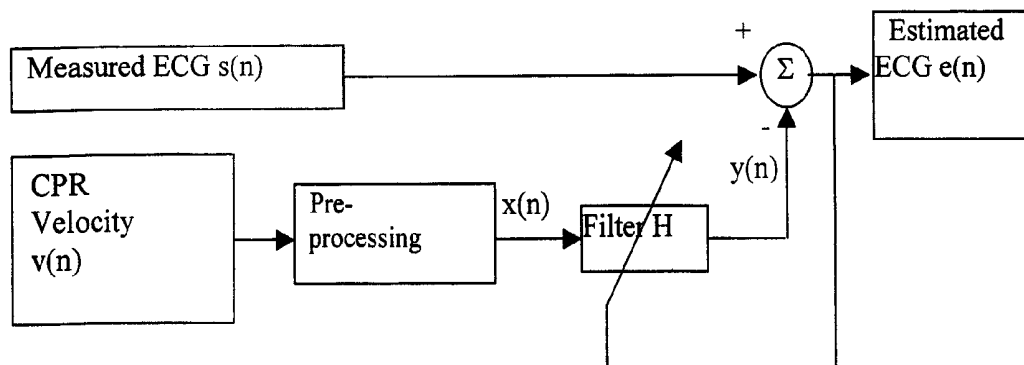 Measured ECG s(n)
+
Σ
Estimated
ECG e(n)
-
y(n)
CPR
Velocity
v(n)
Pre-
processing
x(n)
Filter H